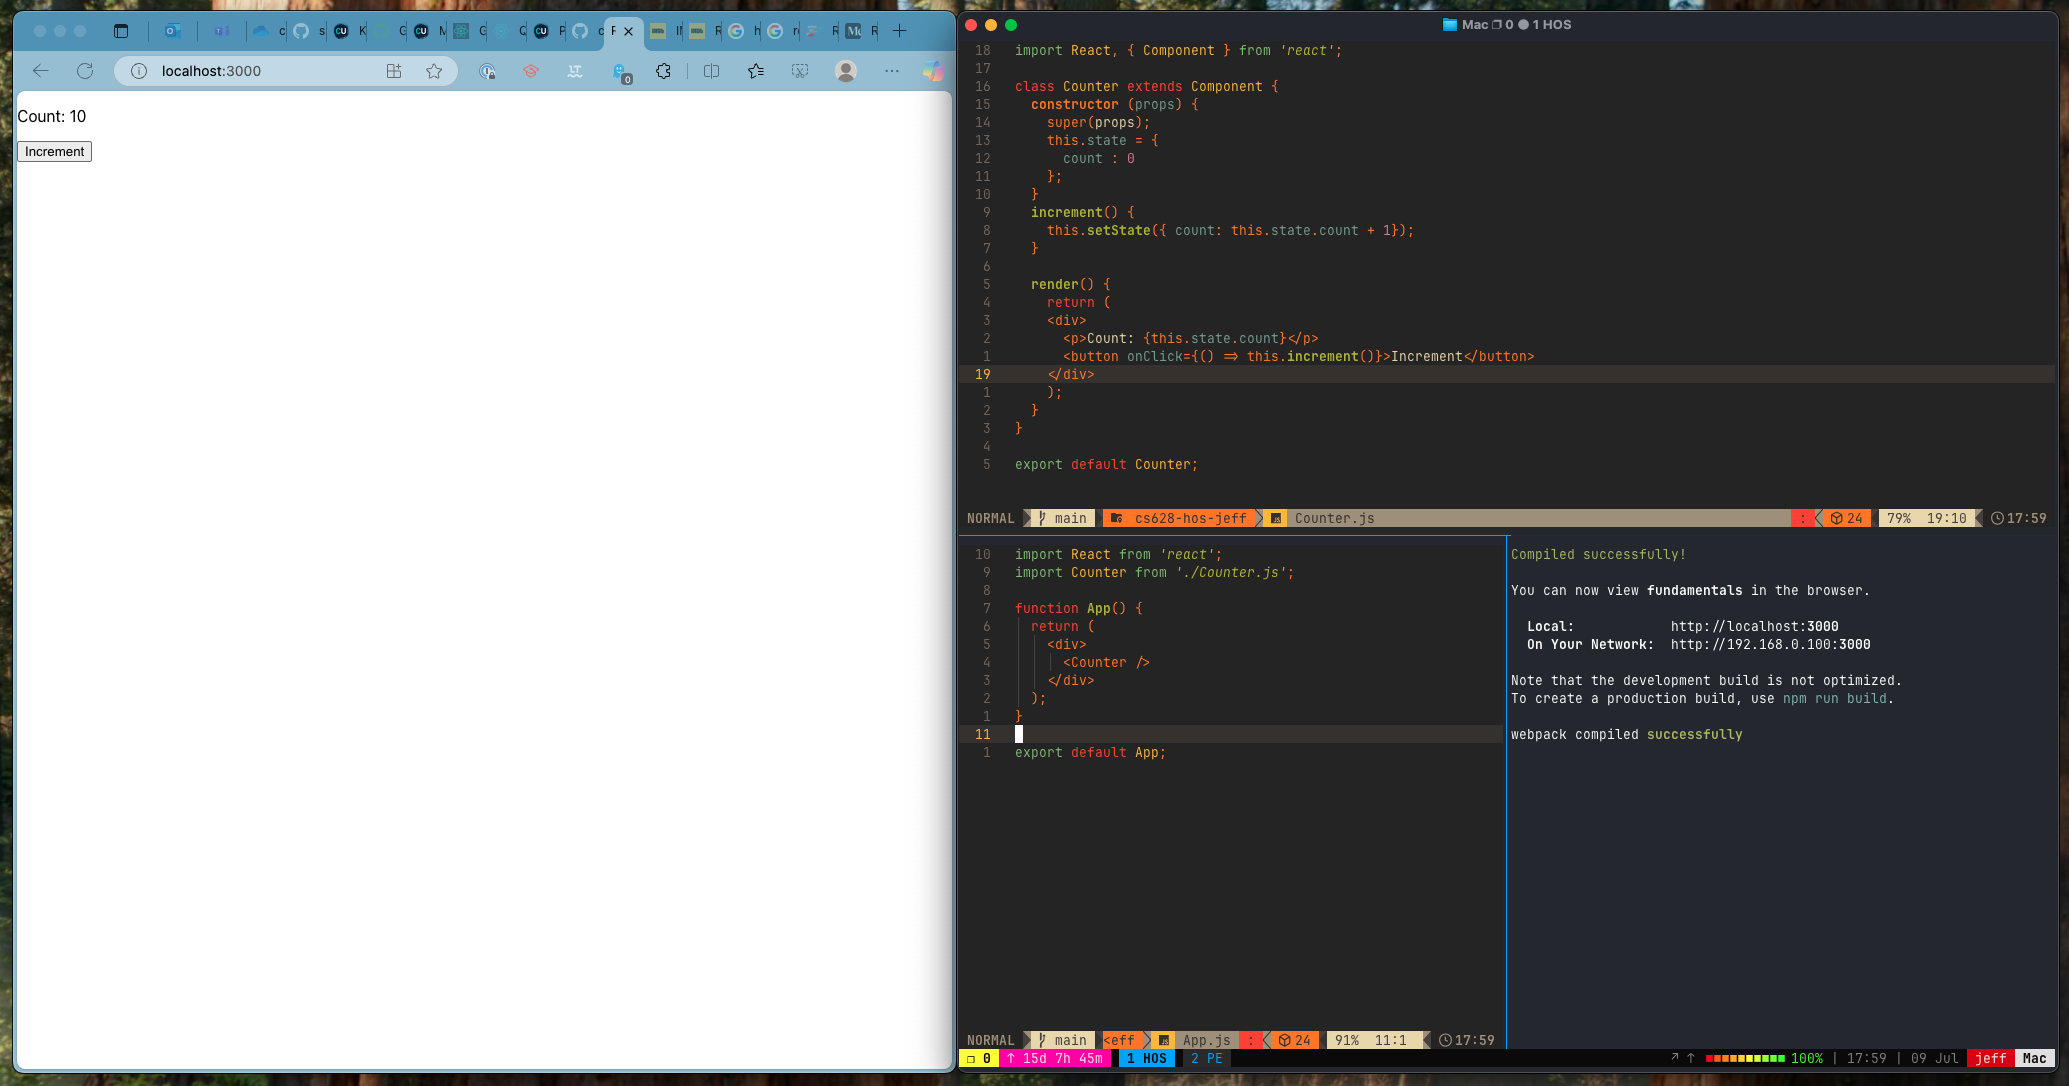 localhost:3000
0
Count: 10
Increment
Mac 0 1 HOS
18 import React, { Component } from 'react';
17
16 class Counter extends Component {
15 constructor (props) {
14 super(props);
13 this.state = {
12 count : 0
11 };
10 }
9 increment() {
8 this.setState({ count: this.state.count + 1});
7 }
6
5 render() {
4 return (
3 <div>
2 <p>Count: {this.state.count}</p>
1 <button onClick={() => this.increment()}>Increment</button>
19 </div>
1 );
2 }
3 }
4
5 export default Counter;
NORMAL main cs628-hos-jeff JS Counter.js : 24 79% 19:10 17:59
10 import React from 'react';
9 import Counter from './Counter.js';
8
7 function App() {
6 return (
5 <div>
4 <Counter />
3 </div>
2 );
1 }
11
1 export default App;
NORMAL main <eff JS App.js : 24 91% 11:1 17:59
Compiled successfully!
You can now view fundamentals in the browser.
Local: http://localhost:3000
On Your Network: http://192.168.0.100:3000
Note that the development build is not optimized.
To create a production build, use npm run build.
webpack compiled successfully
0 ↑ 15d 7h 45m 1 HOS 2 PE ↗ ↑ 100% | 17:59 | 09 Jul jeff Mac